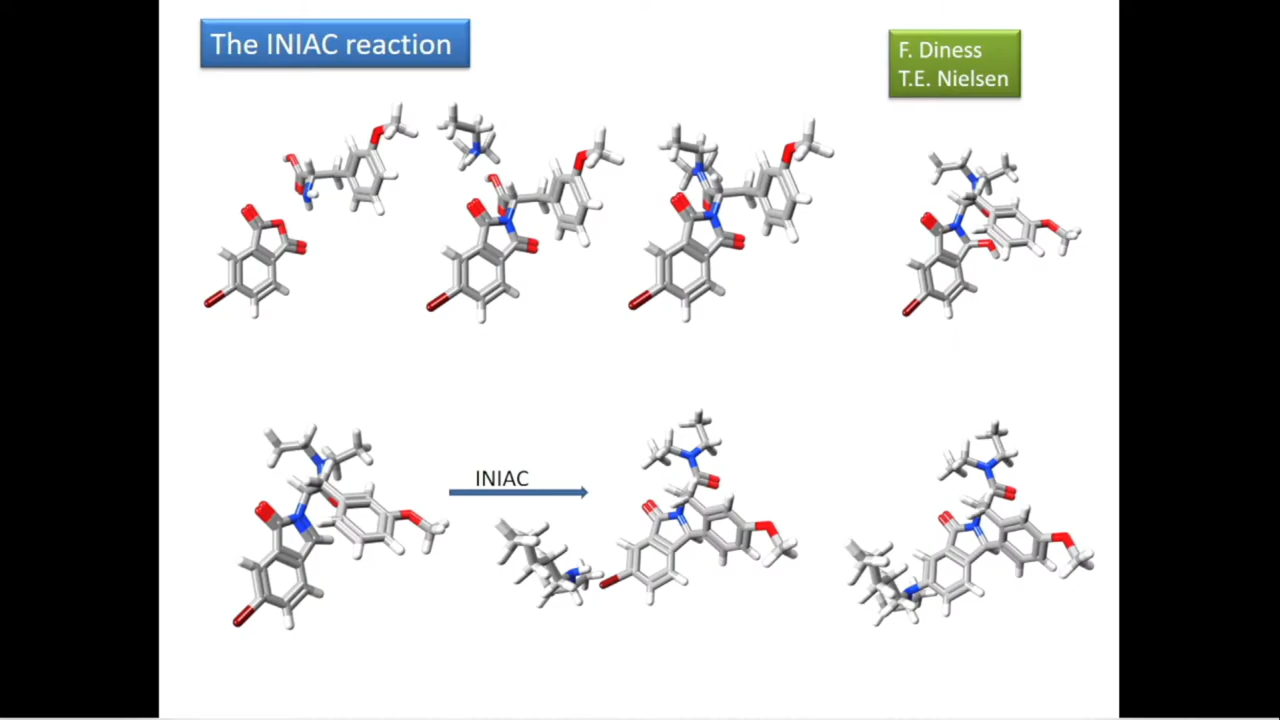 The INIAC reaction
F. Diness
T.E. Nielsen
INIAC